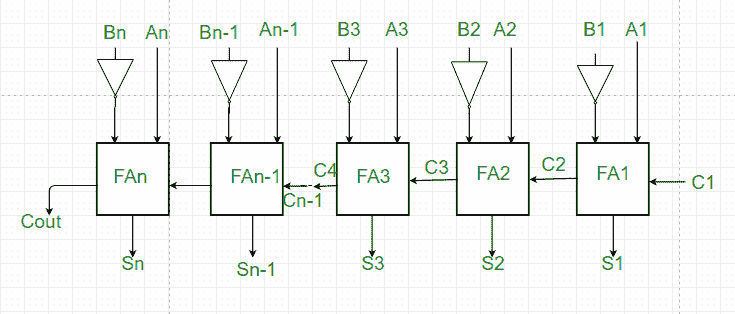 Bn An Bn-1 An-1 B3 A3 B2 A2 B1 A1
FAn FAn-1 C4 FA3 C3 FA2 C2 FA1 C1
Cn-1
Cout
Sn Sn-1 S3 S2 S1